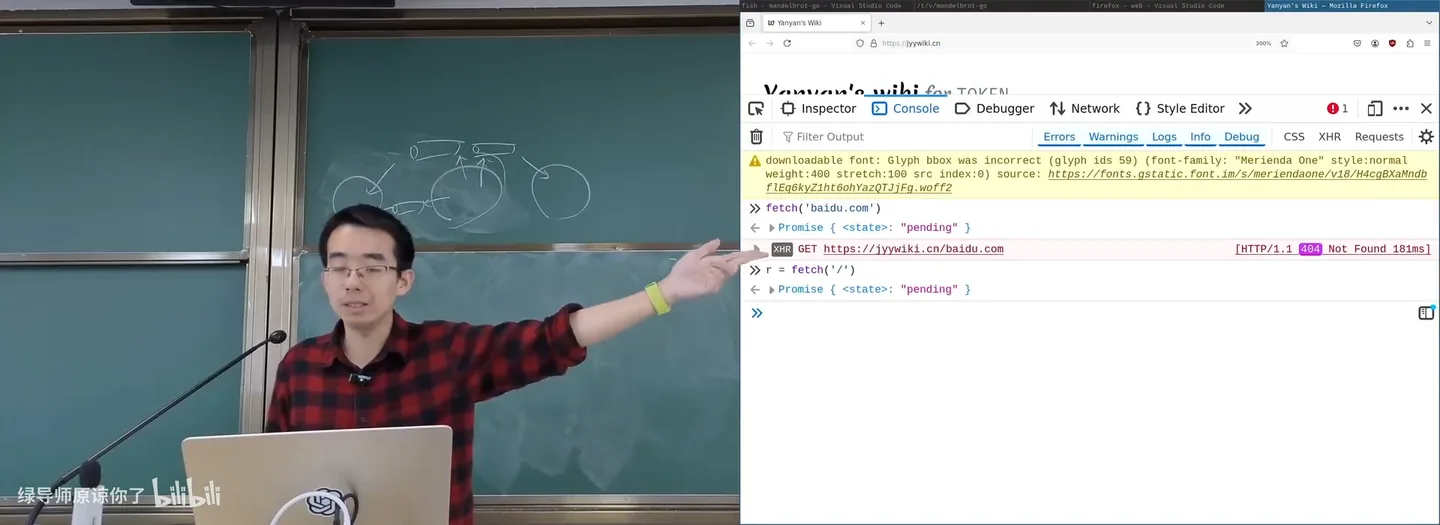 fish - mandelbrot-go - Visual Studio Code
/t/v/mandelbrot-go
firefox - web - Visual Studio Code
Yanyan's Wiki — Mozilla Firefox
Yanyan's Wiki
https://jyywiki.cn
300%
Yanyan's wiki for TOKEN
Inspector
Console
Debugger
Network
Style Editor
1
Filter Output
Errors
Warnings
Logs
Info
Debug
CSS
XHR
Requests
downloadable font: Glyph bbox was incorrect (glyph ids 59) (font-family: "Merienda One" style:normal
weight:400 stretch:100 src index:0) source: https://fonts.gstatic.font.im/s/meriendaone/v18/H4cgBXaMndb
flEq6kyZ1ht6ohYazQTJjFg.woff2
fetch('baidu.com')
Promise { <state>: "pending" }
XHR GET https://jyywiki.cn/baidu.com [HTTP/1.1 404 Not Found 181ms]
r = fetch('/')
Promise { <state>: "pending" }
绿导师原谅你了 bilibili